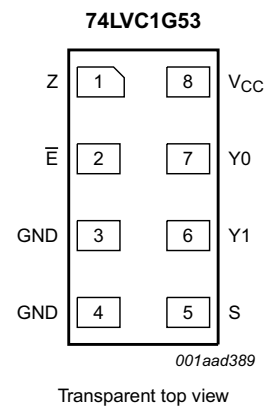 74LVC1G53
Z 1 8 VCC
E̅ 2 7 Y0
GND 3 6 Y1
GND 4 5 S
001aad389
Transparent top view